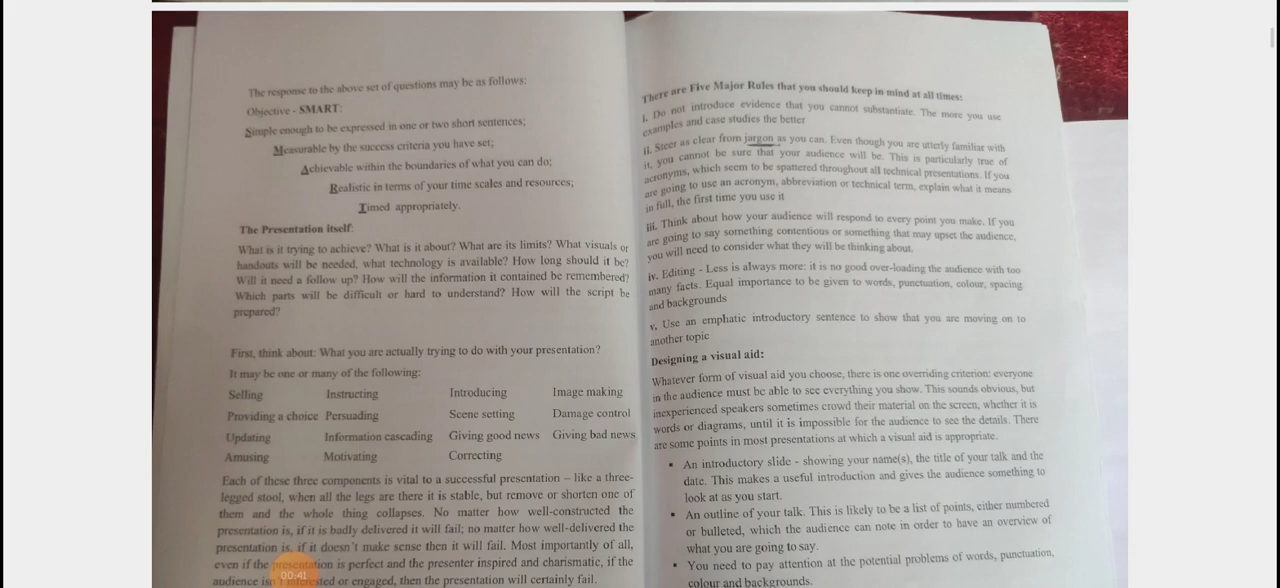 The response to the above set of questions may be as follows:
Objective - SMART:
Simple enough to be expressed in one or two short sentences;
Measurable by the success criteria you have set;
Achievable within the boundaries of what you can do;
Realistic in terms of your time scales and resources;
Timed appropriately.
The Presentation itself:
What is it trying to achieve? What is it about? What are its limits? What visuals or
handouts will be needed, what technology is available? How long should it be?
Will it need a follow up? How will the information it contained be remembered?
Which parts will be difficult or hard to understand? How will the script be
prepared?
First, think about: What you are actually trying to do with your presentation?
It may be one or many of the following:
Selling Instructing Introducing Image making
Providing a choice Persuading Scene setting Damage control
Updating Information cascading Giving good news Giving bad news
Amusing Motivating Correcting
Each of these three components is vital to a successful presentation – like a three-
legged stool, when all the legs are there it is stable, but remove or shorten one of
them and the whole thing collapses. No matter how well-constructed the
presentation is, if it is badly delivered it will fail; no matter how well-delivered the
presentation is, if it doesn't make sense then it will fail. Most importantly of all,
even if the presentation is perfect and the presenter inspired and charismatic, if the
audience isn't interested or engaged, then the presentation will certainly fail.
00:41
There are Five Major Rules that you should keep in mind at all times:
i. Do not introduce evidence that you cannot substantiate. The more you use
examples and case studies the better
ii. Steer as clear from jargon as you can. Even though you are utterly familiar with
it, you cannot be sure that your audience will be. This is particularly true of
acronyms, which seem to be spattered throughout all technical presentations. If you
are going to use an acronym, abbreviation or technical term, explain what it means
in full, the first time you use it
iii. Think about how your audience will respond to every point you make. If you
are going to say something contentious or something that may upset the audience,
you will need to consider what they will be thinking about.
iv. Editing - Less is always more: it is no good over-loading the audience with too
many facts. Equal importance to be given to words, punctuation, colour, spacing
and backgrounds
v. Use an emphatic introductory sentence to show that you are moving on to
another topic
Designing a visual aid:
Whatever form of visual aid you choose, there is one overriding criterion: everyone
in the audience must be able to see everything you show. This sounds obvious, but
inexperienced speakers sometimes crowd their material on the screen, whether it is
words or diagrams, until it is impossible for the audience to see the details. There
are some points in most presentations at which a visual aid is appropriate.
▪ An introductory slide - showing your name(s), the title of your talk and the
date. This makes a useful introduction and gives the audience something to
look at as you start.
▪ An outline of your talk. This is likely to be a list of points, either numbered
or bulleted, which the audience can note in order to have an overview of
what you are going to say.
▪ You need to pay attention at the potential problems of words, punctuation,
colour and backgrounds.